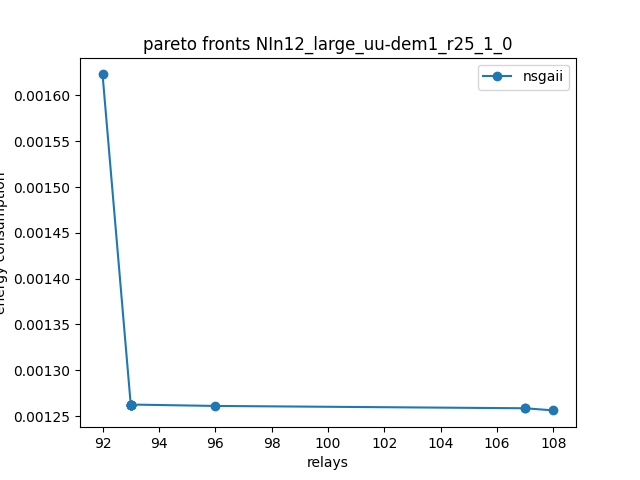 pareto fronts NIn12_large_uu-dem1_r25_1_0
nsgaii
0.00160
0.00155
0.00150
0.00145
0.00140
0.00135
0.00130
0.00125
energy consumption
92 94 96 98 100 102 104 106 108
relays